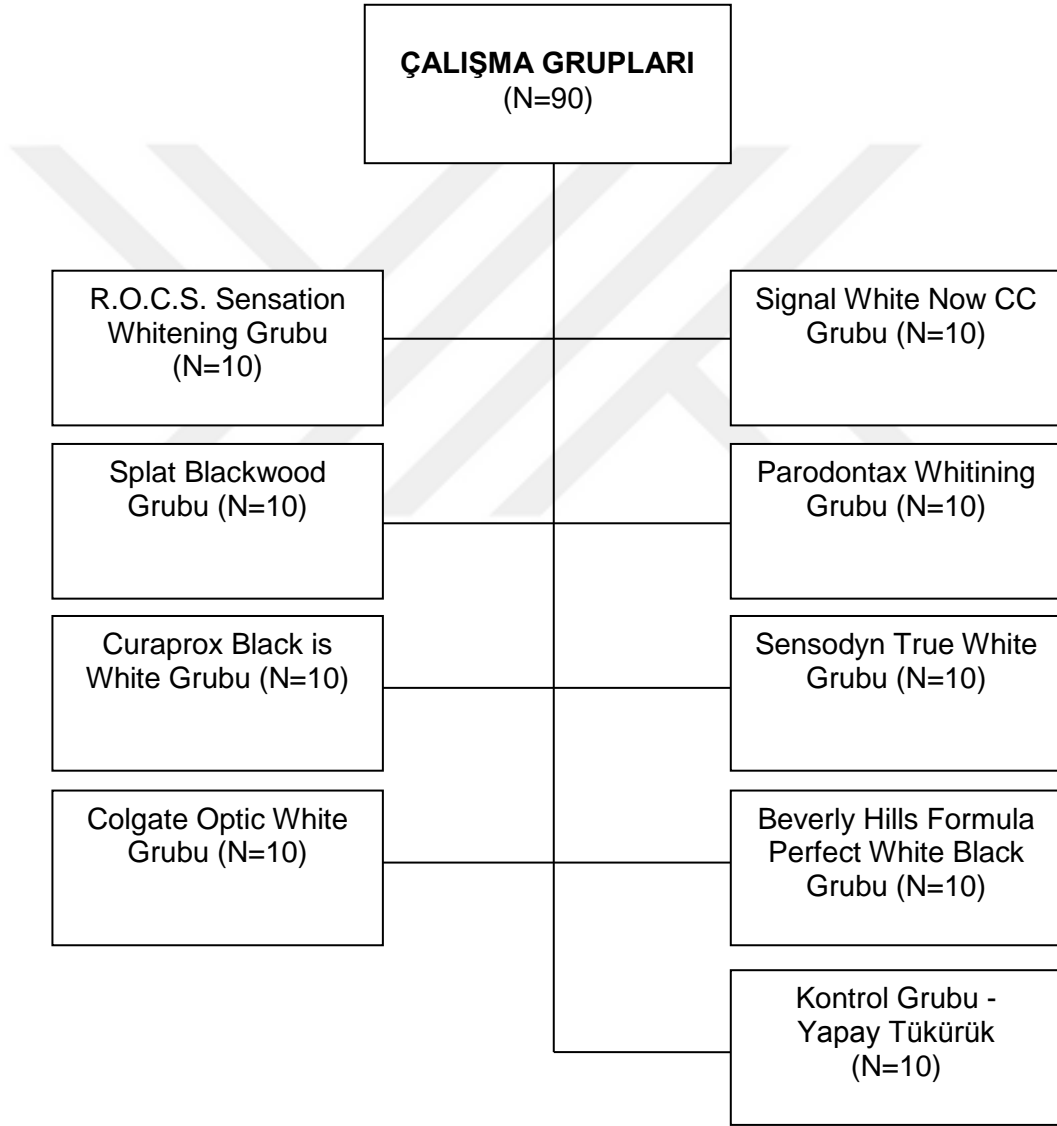 ÇALIŞMA GRUPLARI
(N=90)
R.O.C.S. Sensation
Whitening Grubu
(N=10)
Signal White Now CC
Grubu (N=10)
Splat Blackwood
Grubu (N=10)
Parodontax Whitining
Grubu (N=10)
Curaprox Black is
White Grubu (N=10)
Sensodyn True White
Grubu (N=10)
Colgate Optic White
Grubu (N=10)
Beverly Hills Formula
Perfect White Black
Grubu (N=10)
Kontrol Grubu -
Yapay Tükürük
(N=10)